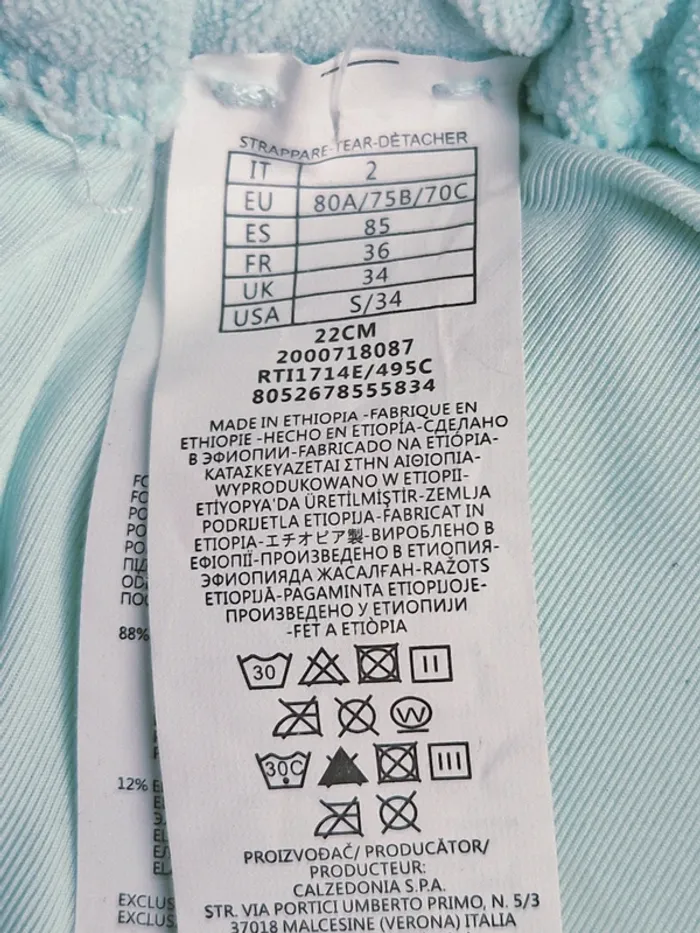 STRAPPARE-TEAR-DÈTACHER
IT 2
EU 80A/75B/70C
ES 85
FR 36
UK 34
USA S/34
22CM
2000718087
RTI1714E/495C
8052678555834
MADE IN ETHIOPIA -FABRIQUE EN
ETHIOPIE -HECHO EN ETIOPÍA-СДЕЛАНО
В ЭФИОПИИ-FABRICADO NA ETIÓPIA-
ΚΑΤΑΣΚΕΥΑΖΕΤΑΙ ΣΤΗΝ ΑΙΘΙΟΠΙΑ-
WYPRODUKOWANO W ETIOPII-
ETİYOPYA'DA ÜRETİLMİŞTİR-ZEMLJA
PODRIJETLA ETIOPIJA-FABRICAT IN
ETIOPIA-エチオピア製-ВИРОБЛЕНО В
ЕФІОПІЇ-ПРОИЗВЕДЕНО В ЕТИОПИЯ-
ЭФИОПИЯДА ЖАСАЛҒАН-RAŽOTS
ETIOPIJĀ-PAGAMINTA ETIOPIJOJE-
ПРОИЗВЕДЕНО У ЕТИОПИЈИ
-FET A ETIÒPIA
30
W
30C
PROIZVOĐAČ/ PRODUCĂTOR/
PRODUCTEUR:
CALZEDONIA S.P.A.
STR. VIA PORTICI UMBERTO PRIMO, N. 5/3
37018 MALCESINE (VERONA) ITALIA
88%
12%